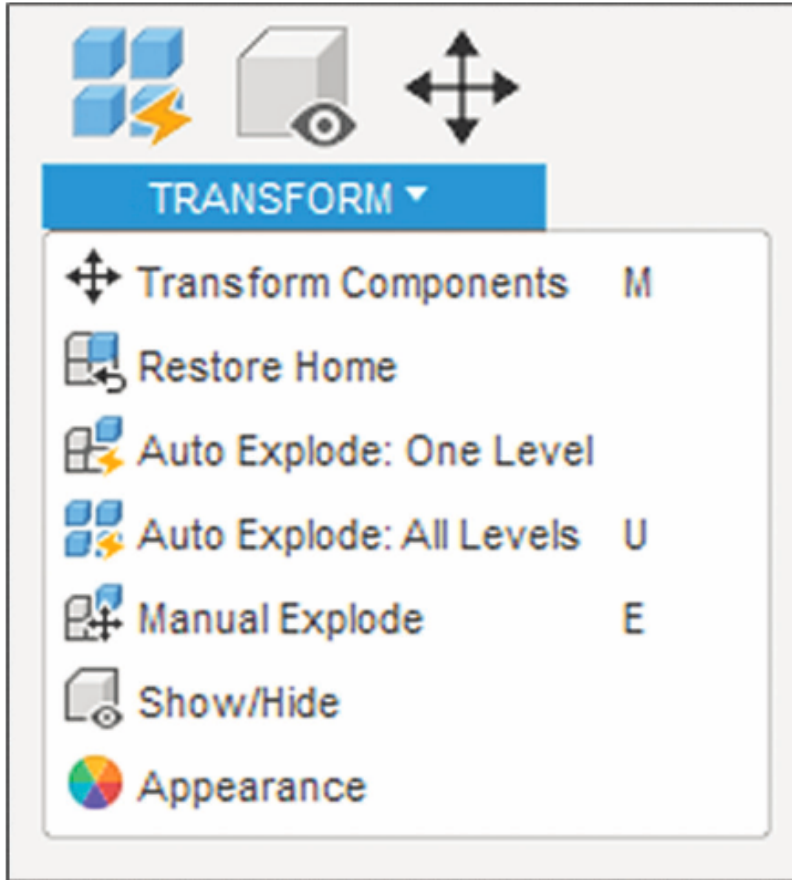 TRANSFORM
Transform Components M
Restore Home
Auto Explode: One Level
Auto Explode: All Levels U
Manual Explode E
Show/Hide
Appearance